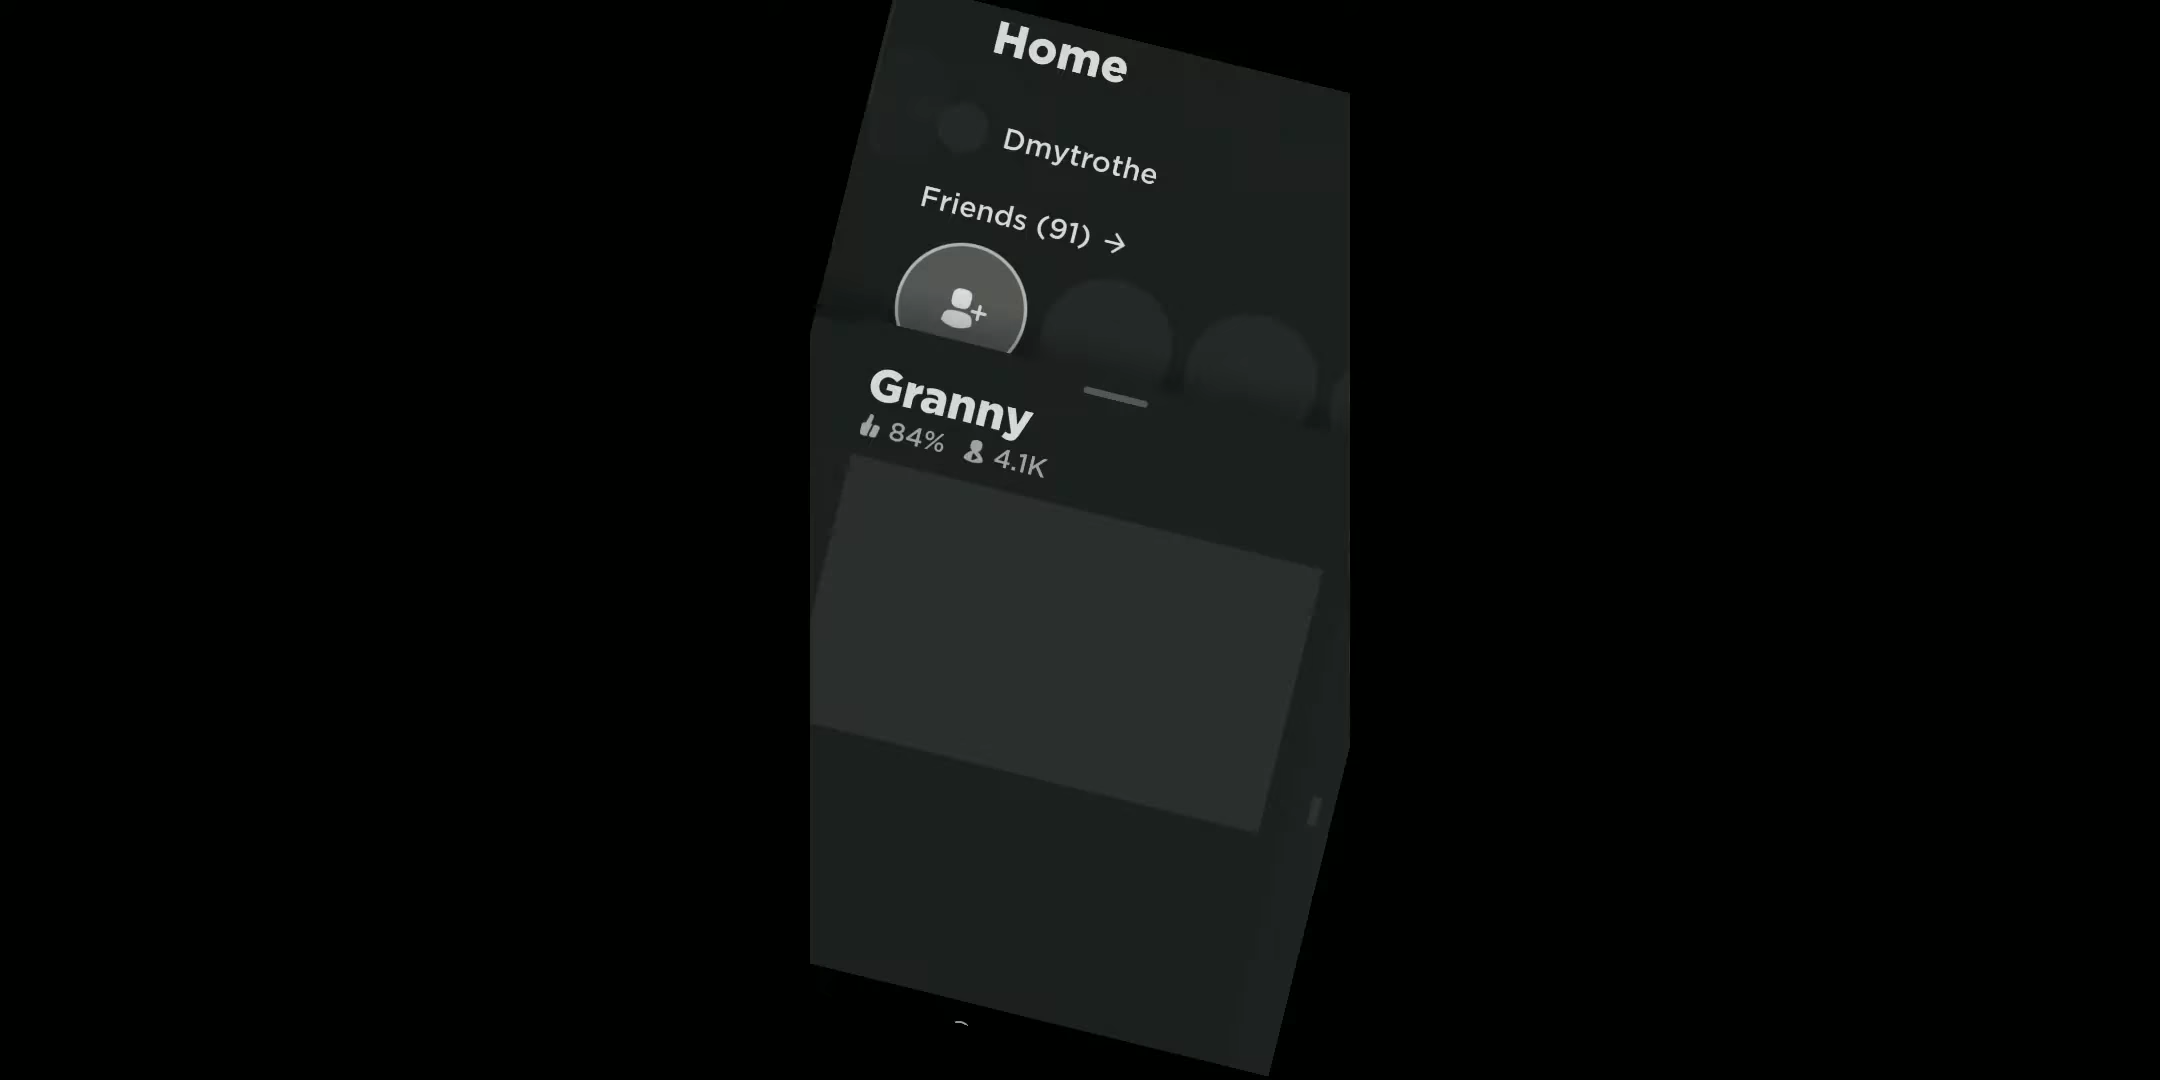 Home
Dmytrothe
Friends (91) →
Granny
84% 4.1K